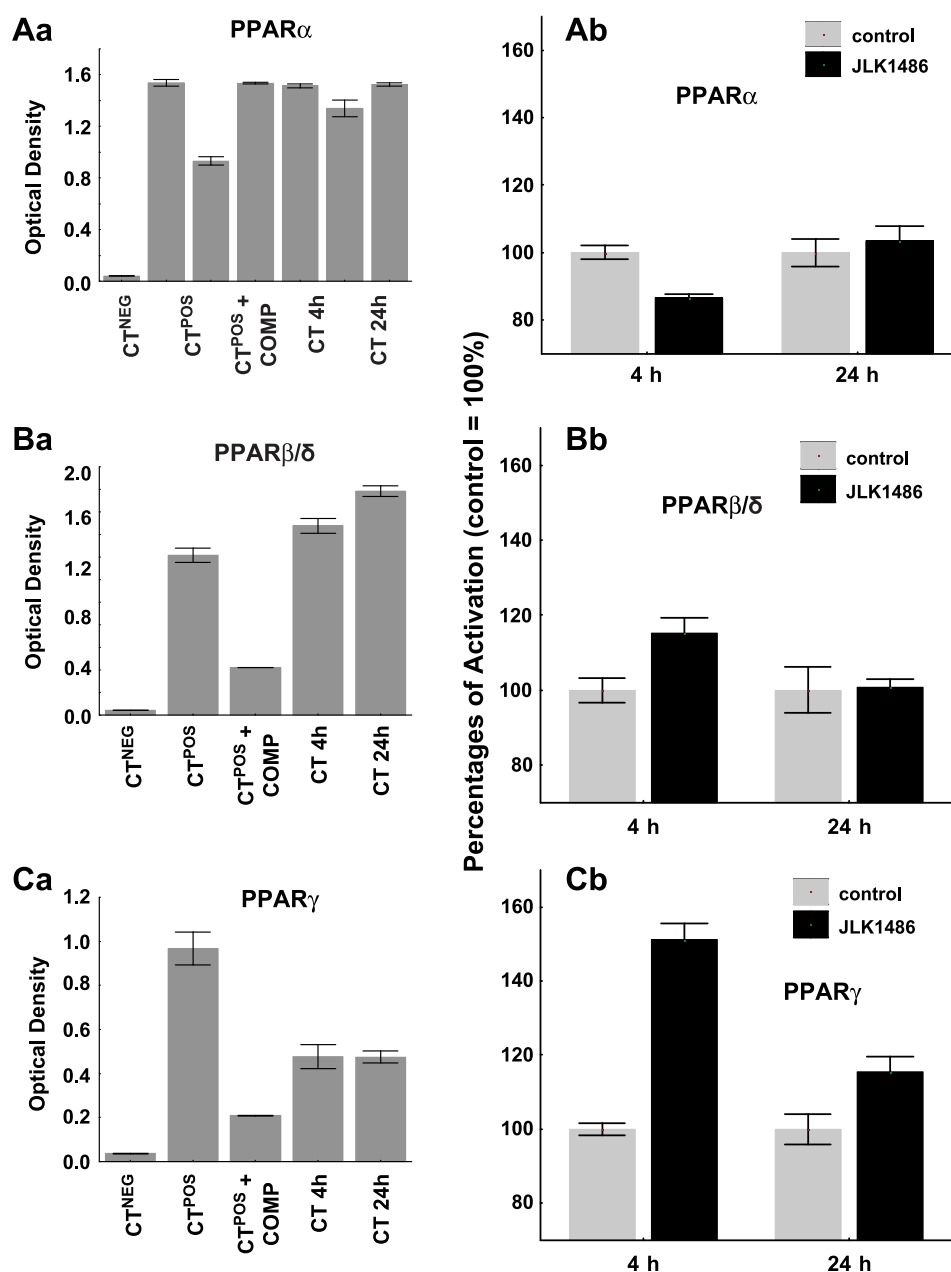 Aa
PPARα
Optical Density
1.6
1.2
0.8
0.4
0.0
CT^NEG
CT^POS
CT^POS +
COMP
CT 4h
CT 24h
Ab
control
JLK1486
PPARα
160
140
120
100
80
4 h
24 h
Percentages of Activation (control = 100%)
Ba
PPARβ/δ
Optical Density
2.0
1.6
1.2
0.4
0.0
CT^NEG
CT^POS
CT^POS +
COMP
CT 4h
CT 24h
Bb
control
JLK1486
PPARβ/δ
160
140
120
100
80
4 h
24 h
Ca
PPARγ
Optical Density
1.2
1.0
0.8
0.6
0.4
0.2
0.0
CT^NEG
CT^POS
CT^POS +
COMP
CT 4h
CT 24h
Cb
control
JLK1486
PPARγ
160
140
120
100
80
4 h
24 h